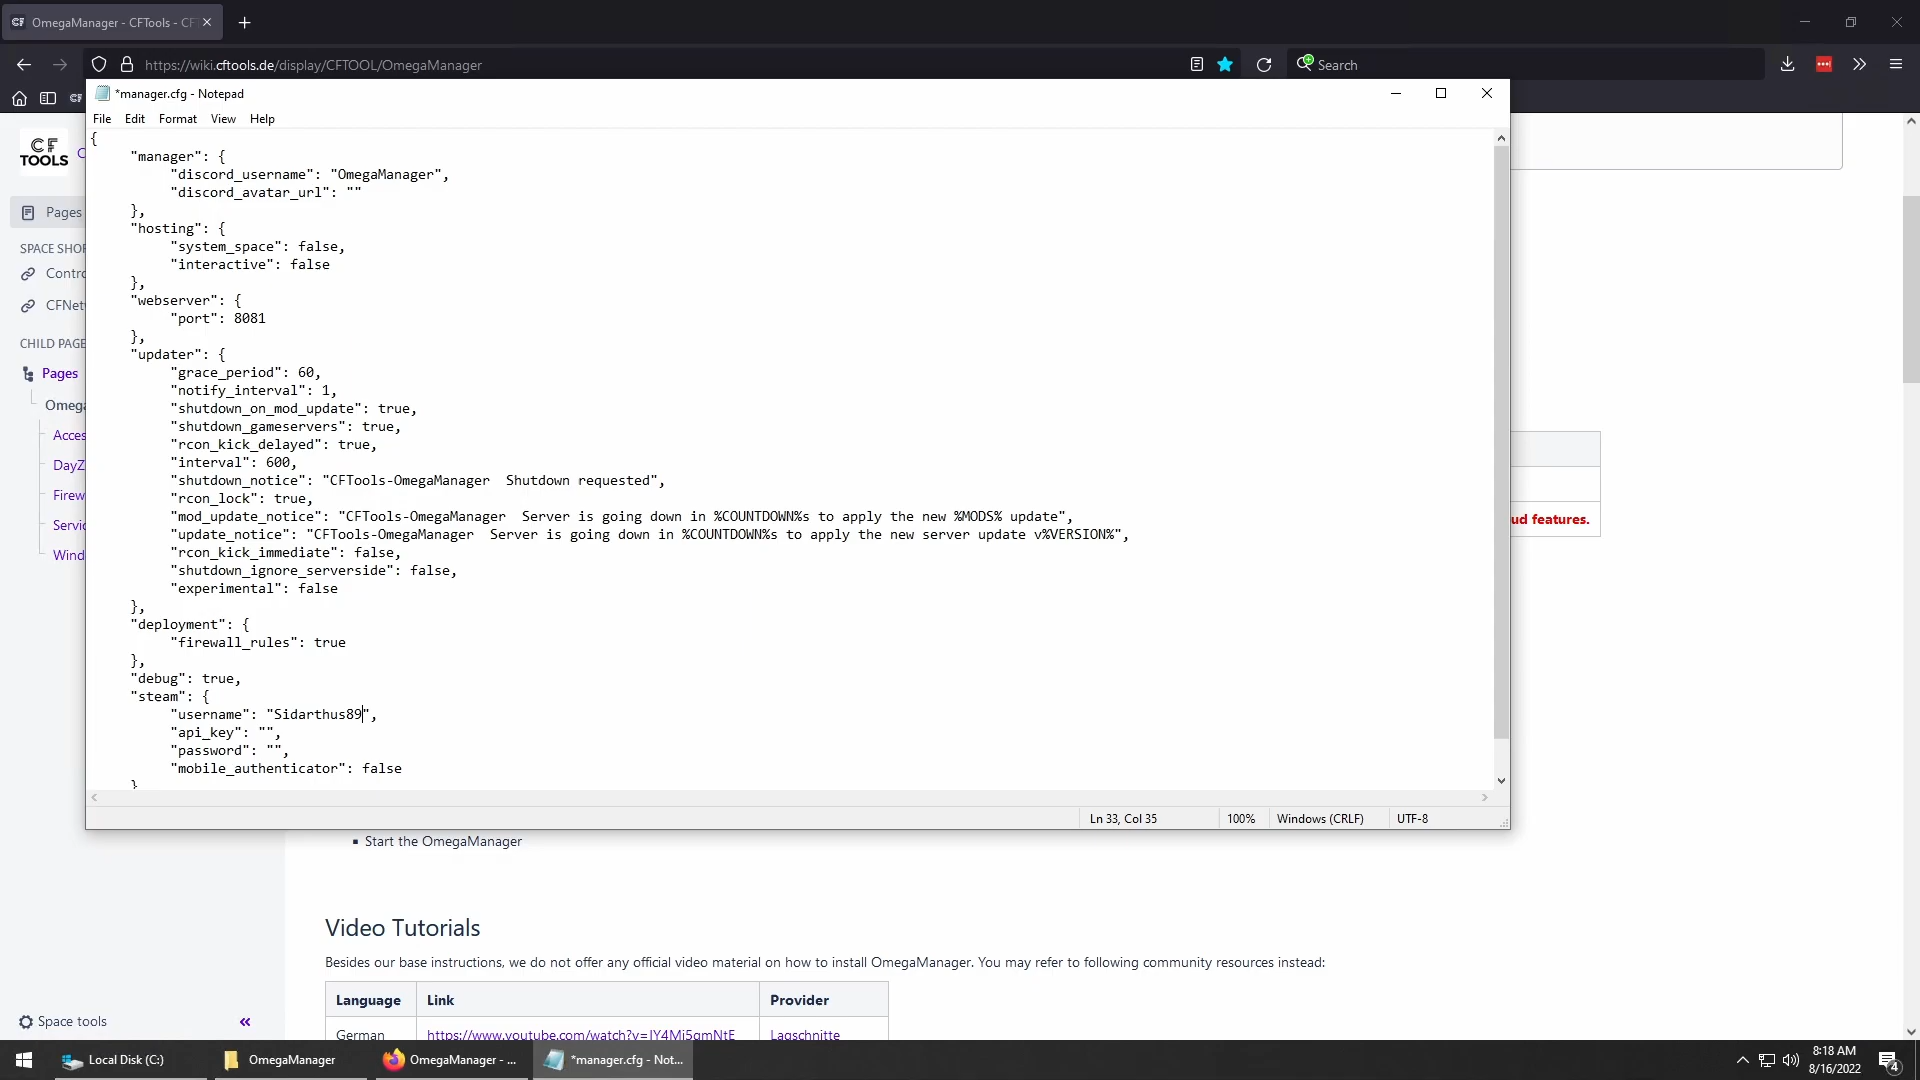 OmegaManager - CFTools - CF
https://wiki.cftools.de/display/CFTOOL/OmegaManager
Search
*manager.cfg - Notepad
File Edit Format View Help
{
"manager": {
"discord_username": "OmegaManager",
"discord_avatar_url": ""
},
"hosting": {
"system_space": false,
"interactive": false
},
"webserver": {
"port": 8081
},
"updater": {
"grace_period": 60,
"notify_interval": 1,
"shutdown_on_mod_update": true,
"shutdown_gameservers": true,
"rcon_kick_delayed": true,
"interval": 600,
"shutdown_notice": "CFTools-OmegaManager  Shutdown requested",
"rcon_lock": true,
"mod_update_notice": "CFTools-OmegaManager  Server is going down in %COUNTDOWN%s to apply the new %MODS% update",
"update_notice": "CFTools-OmegaManager  Server is going down in %COUNTDOWN%s to apply the new server update v%VERSION%",
"rcon_kick_immediate": false,
"shutdown_ignore_serverside": false,
"experimental": false
},
"deployment": {
"firewall_rules": true
},
"debug": true,
"steam": {
"username": "Sidarthus89",
"api_key": "",
"password": "",
"mobile_authenticator": false
}
Ln 33, Col 35
100%
Windows (CRLF)
UTF-8
CF
TOOLS
C
Pages
SPACE SHOR
Contro
CFNet
CHILD PAGE
Pages
Omega
Acces
DayZ
Firew
Servic
Wind
ud features.
Start the OmegaManager
Video Tutorials
Besides our base instructions, we do not offer any official video material on how to install OmegaManager. You may refer to following community resources instead:
Language Link Provider
German https://www.youtube.com/watch?v=JY4Mj5qmNtE Lagschnitte
Space tools
Local Disk (C:)
OmegaManager
OmegaManager - ...
*manager.cfg - Not...
8:18 AM
8/16/2022
4